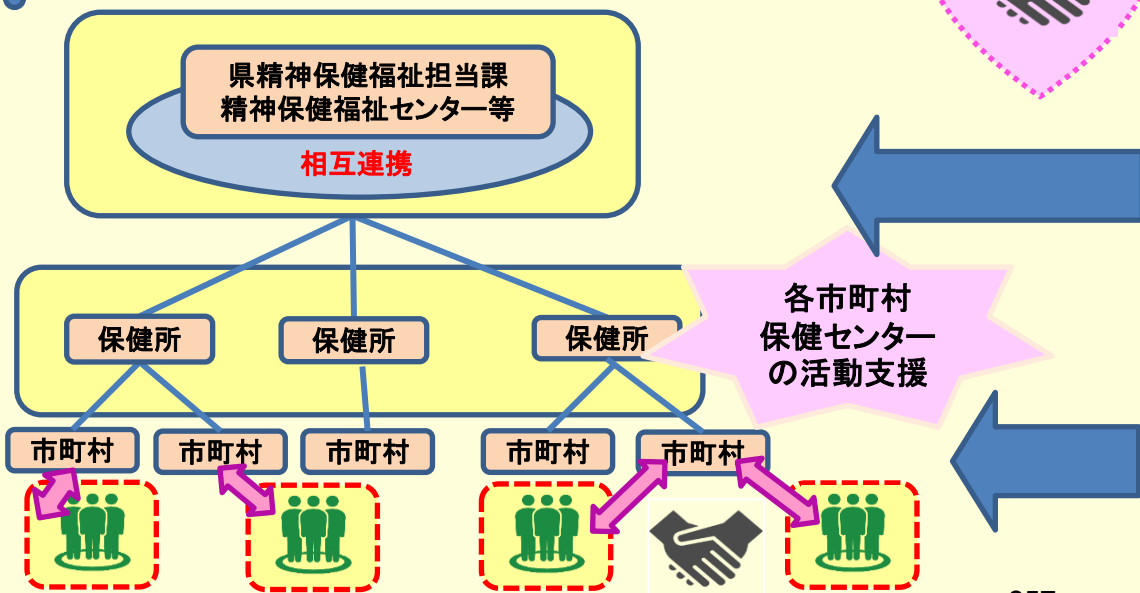 県精神保健福祉担当課
精神保健福祉センター等
相互連携
保健所
保健所
保健所
各市町村
保健センター
の活動支援
市町村
市町村
市町村
市町村
市町村